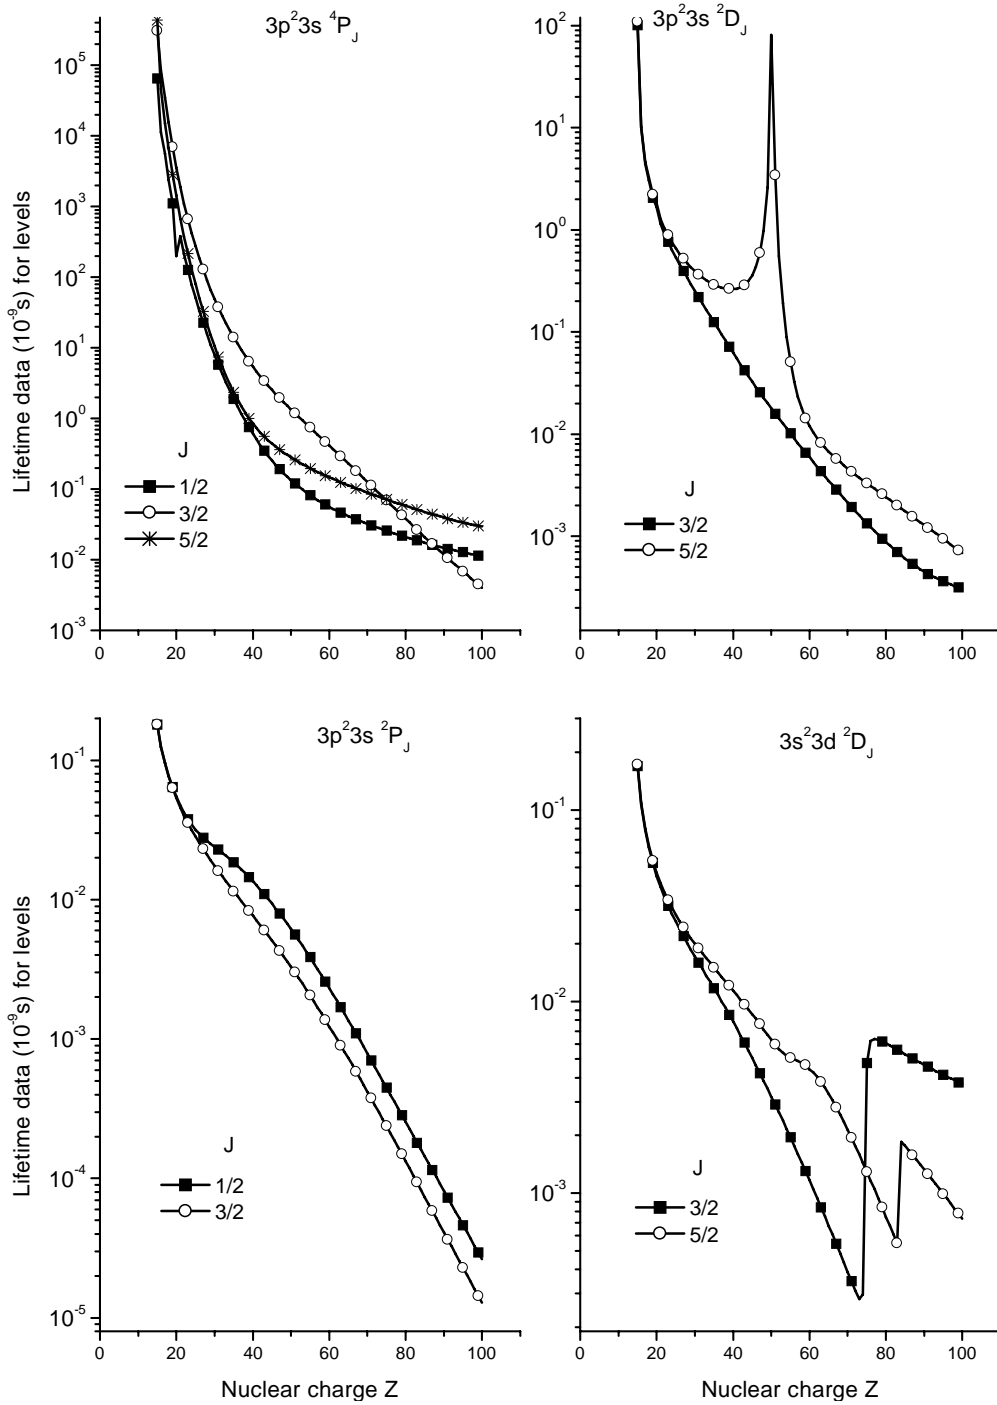 3p²3s ⁴P_J
Lifetime data (10⁻⁹s) for levels
10⁵
10⁴
10³
10²
10¹
10⁰
10⁻¹
10⁻²
10⁻³
J
1/2
3/2
5/2
0 20 40 60 80 100
3p²3s ²D_J
10²
10¹
10⁰
10⁻¹
10⁻²
10⁻³
J
3/2
5/2
0 20 40 60 80 100
3p²3s ²P_J
Lifetime data (10⁻⁹s) for levels
10⁻¹
10⁻²
10⁻³
10⁻⁴
10⁻⁵
J
1/2
3/2
0 20 40 60 80 100
Nuclear charge Z
3s²3d ²D_J
10⁻¹
10⁻²
10⁻³
J
3/2
5/2
0 20 40 60 80 100
Nuclear charge Z